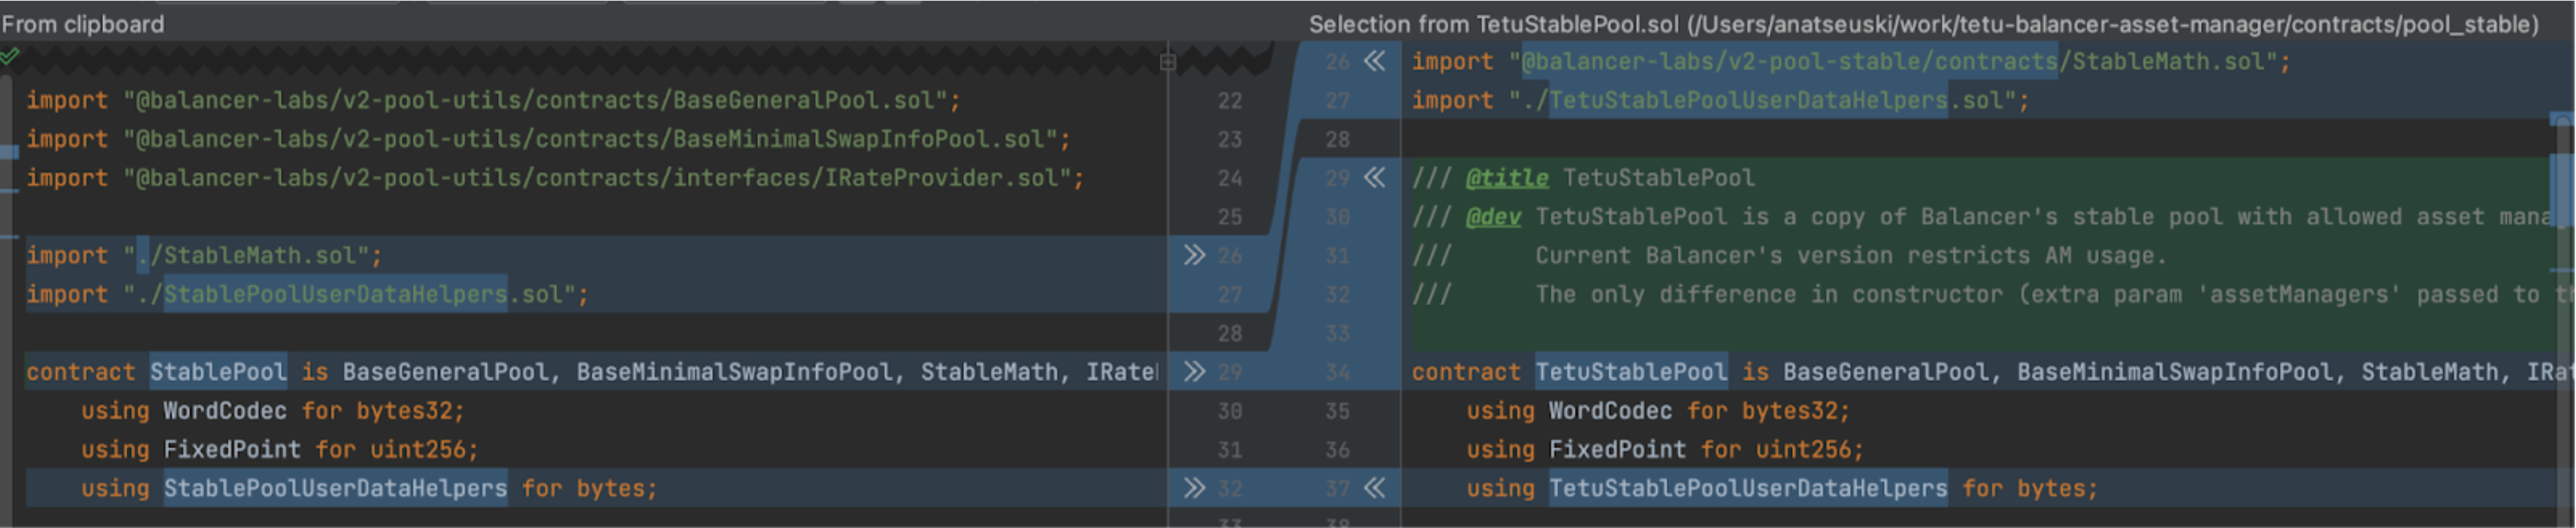 From clipboard
import "@balancer-labs/v2-pool-utils/contracts/BaseGeneralPool.sol";
import "@balancer-labs/v2-pool-utils/contracts/BaseMinimalSwapInfoPool.sol";
import "@balancer-labs/v2-pool-utils/contracts/interfaces/IRateProvider.sol";
import "./StableMath.sol";
import "./StablePoolUserDataHelpers.sol";
contract StablePool is BaseGeneralPool, BaseMinimalSwapInfoPool, StableMath, IRate
using WordCodec for bytes32;
using FixedPoint for uint256;
using StablePoolUserDataHelpers for bytes;
22
23
24
25
26
27
28
29
30
31
32
33
Selection from TetuStablePool.sol (/Users/anatseuski/work/tetu-balancer-asset-manager/contracts/pool_stable)
26 import "@balancer-labs/v2-pool-stable/contracts/StableMath.sol";
27 import "./TetuStablePoolUserDataHelpers.sol";
28
29 /// @title TetuStablePool
30 /// @dev TetuStablePool is a copy of Balancer's stable pool with allowed asset mana
31 /// Current Balancer's version restricts AM usage.
32 /// The only difference in constructor (extra param 'assetManagers' passed to th
33
34 contract TetuStablePool is BaseGeneralPool, BaseMinimalSwapInfoPool, StableMath, IRat
35 using WordCodec for bytes32;
36 using FixedPoint for uint256;
37 using TetuStablePoolUserDataHelpers for bytes;
38